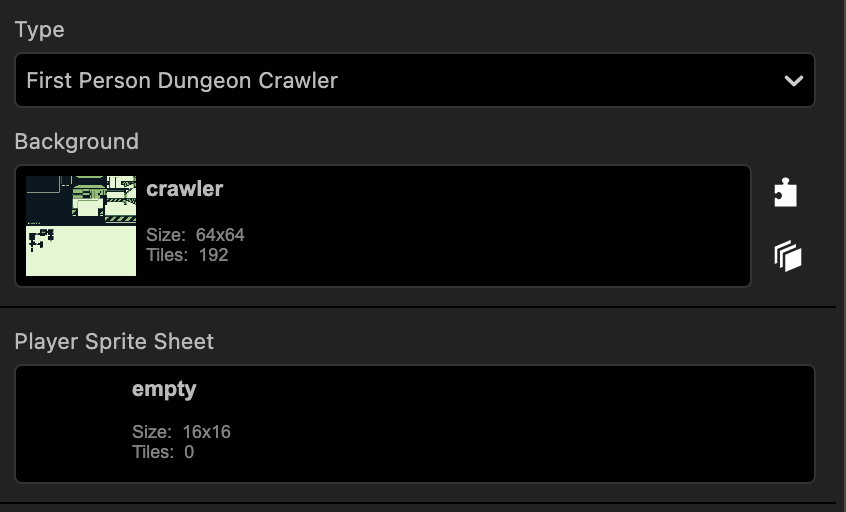 Type
First Person Dungeon Crawler
Background
crawler
Size: 64x64
Tiles: 192
Player Sprite Sheet
empty
Size: 16x16
Tiles: 0